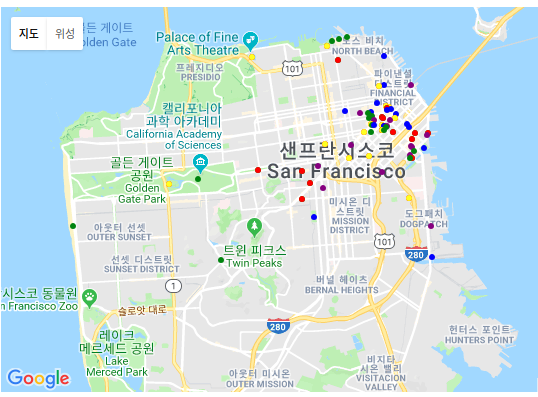 지도
위성
골든 게이트
Golden Gate
Palace of Fine
Arts Theatre
노스 비치
NORTH BEACH
101
프레지디오
PRESIDIO
파이낸셜
디스트릭
FINANCIAL
DISTRICT
캘리포니아
과학 아카데미
California Academy
of Sciences
샌프란시스코
San Francisco
골든 게이트
공원
Golden
Gate Park
미시온 디
스트릭
MISSION
DISTRICT
도그패치
DOGPATCH
아웃터 선셋
OUTER SUNSET
101
280
트윈 피크스
Twin Peaks
선셋 디스트릭
SUNSET DISTRICT
1
버널 헤이츠
BERNAL HEIGHTS
시스코 동물원
n Francisco Zoo
슬로앗 대로
280
헌터스 포인트
HUNTERS POINT
레이크
메르세드 공원
Lake
Merced Park
비지타
시온 밸리
VISITACION
VALLEY
아웃터 미션
OUTER MISSION
Google